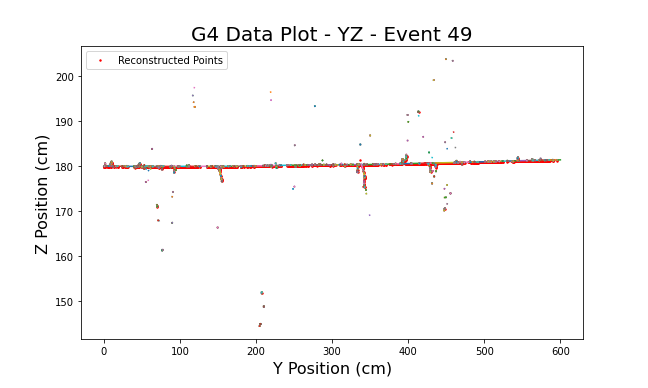 G4 Data Plot - YZ - Event 49
Reconstructed Points
Z Position (cm)
200
190
180
170
160
150
0 100 200 300 400 500 600
Y Position (cm)